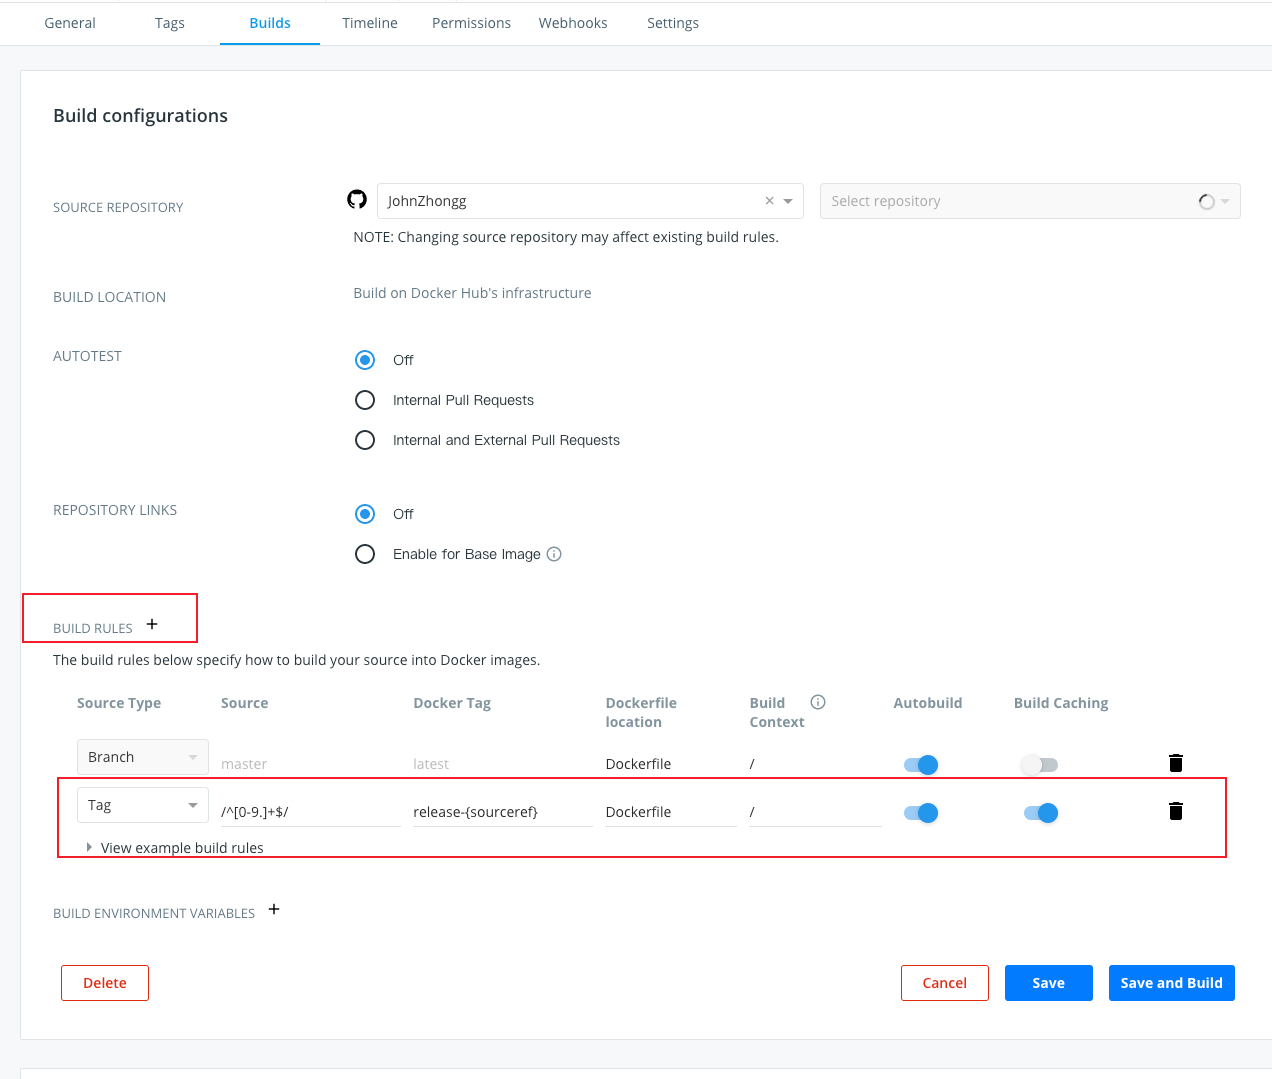 General Tags Builds Timeline Permissions Webhooks Settings
Build configurations
SOURCE REPOSITORY JohnZhongg × Select repository
NOTE: Changing source repository may affect existing build rules.
BUILD LOCATION Build on Docker Hub's infrastructure
AUTOTEST Off
Internal Pull Requests
Internal and External Pull Requests
REPOSITORY LINKS Off
Enable for Base Image
BUILD RULES +
The build rules below specify how to build your source into Docker images.
Source Type Source Docker Tag Dockerfile location Build Context Autobuild Build Caching
Branch master latest Dockerfile /
Tag /^[0-9.]+$/ release-{sourceref} Dockerfile /
View example build rules
BUILD ENVIRONMENT VARIABLES +
Delete Cancel Save Save and Build